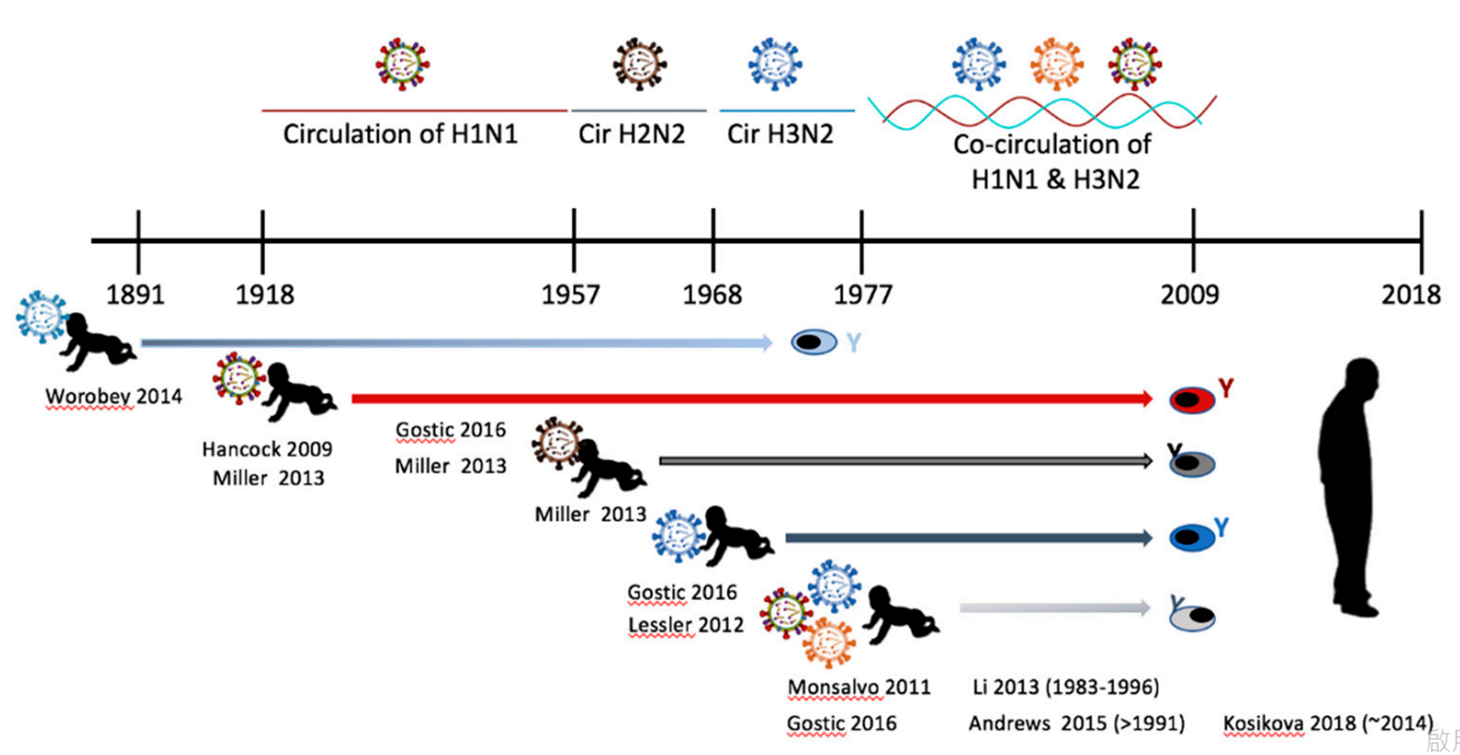 Circulation of H1N1
Cir H2N2
Cir H3N2
Co-circulation of
H1N1 & H3N2
1891
1918
1957
1968
1977
2009
2018
Y
Worobey 2014
Y
Hancock 2009
Miller 2013
Gostic 2016
Miller 2013
Y
Miller 2013
Y
Gostic 2016
Lessler 2012
Y
Monsalvo 2011
Gostic 2016
Li 2013 (1983-1996)
Andrews 2015 (>1991)
Kosikova 2018 (~2014)